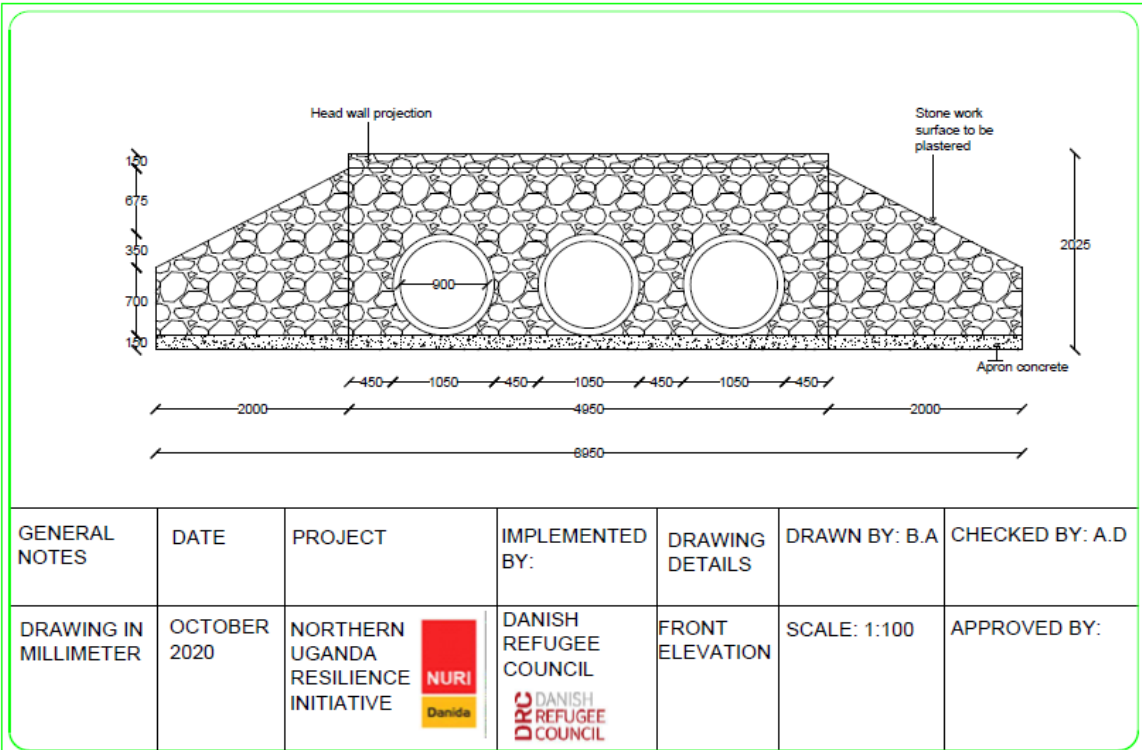 Head wall projection
Stone work
surface to be
plastered
150
675
350
700
150
900
2025
Apron concrete
450
1050
450
1050
450
1050
450
2000
4950
2000
8950
GENERAL
NOTES
DATE
PROJECT
IMPLEMENTED
BY:
DRAWING
DETAILS
DRAWN BY: B.A
CHECKED BY: A.D
DRAWING IN
MILLIMETER
OCTOBER
2020
NORTHERN
UGANDA
RESILIENCE
INITIATIVE
NURI
Danida
DANISH
REFUGEE
COUNCIL
DRC
DANISH
REFUGEE
COUNCIL
FRONT
ELEVATION
SCALE: 1:100
APPROVED BY: